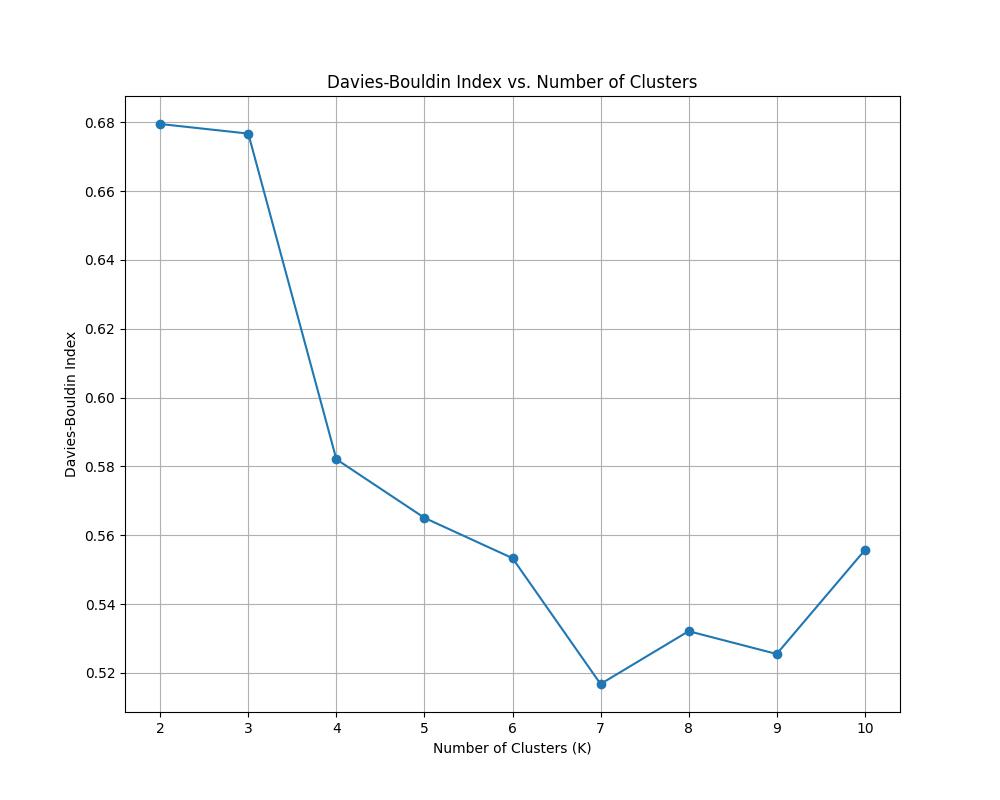 Davies-Bouldin Index vs. Number of Clusters
0.68
0.66
0.64
0.62
0.60
0.58
0.56
0.54
0.52
Davies-Bouldin Index
2 3 4 5 6 7 8 9 10
Number of Clusters (K)